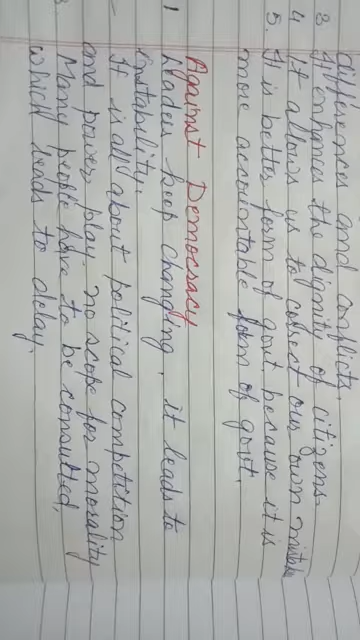 differences and conflicts.
3 It enhances the dignity of citizens
4 It allows us to correct our own mistake
5. It is better form of govt because it is
more accountable form of govt.
Against Democracy
1 Leaders keep changing, it leads to
instability.
It is all about political competition
and power play no scope for morality
Many people have to be consulted,
which leads to delay.